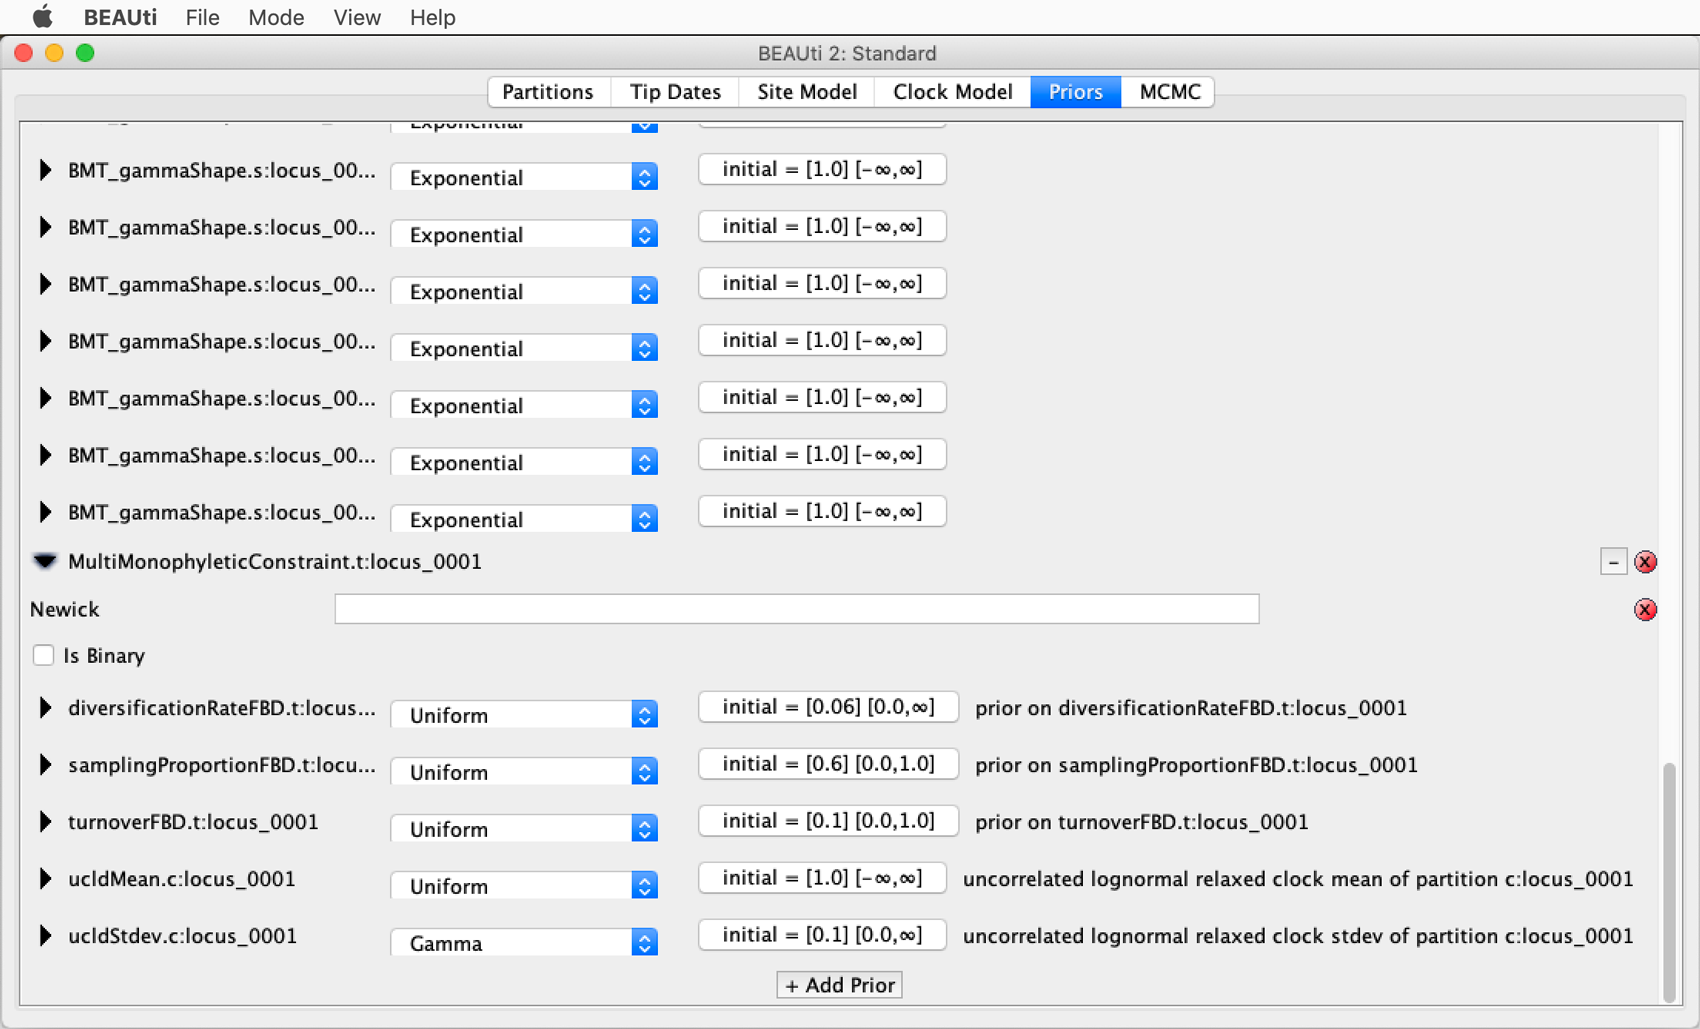 BEAUti File Mode View Help
BEAUti 2: Standard
Partitions Tip Dates Site Model Clock Model Priors MCMC
Exponential
BMT_gammaShape.s:locus_00... Exponential initial = [1.0] [-∞,∞]
BMT_gammaShape.s:locus_00... Exponential initial = [1.0] [-∞,∞]
BMT_gammaShape.s:locus_00... Exponential initial = [1.0] [-∞,∞]
BMT_gammaShape.s:locus_00... Exponential initial = [1.0] [-∞,∞]
BMT_gammaShape.s:locus_00... Exponential initial = [1.0] [-∞,∞]
BMT_gammaShape.s:locus_00... Exponential initial = [1.0] [-∞,∞]
BMT_gammaShape.s:locus_00... Exponential initial = [1.0] [-∞,∞]
MultiMonophyleticConstraint.t:locus_0001 -
Newick
Is Binary
diversificationRateFBD.t:locus... Uniform initial = [0.06] [0.0,∞] prior on diversificationRateFBD.t:locus_0001
samplingProportionFBD.t:locu... Uniform initial = [0.6] [0.0,1.0] prior on samplingProportionFBD.t:locus_0001
turnoverFBD.t:locus_0001 Uniform initial = [0.1] [0.0,1.0] prior on turnoverFBD.t:locus_0001
ucldMean.c:locus_0001 Uniform initial = [1.0] [-∞,∞] uncorrelated lognormal relaxed clock mean of partition c:locus_0001
ucldStdev.c:locus_0001 Gamma initial = [0.1] [0.0,∞] uncorrelated lognormal relaxed clock stdev of partition c:locus_0001
+ Add Prior